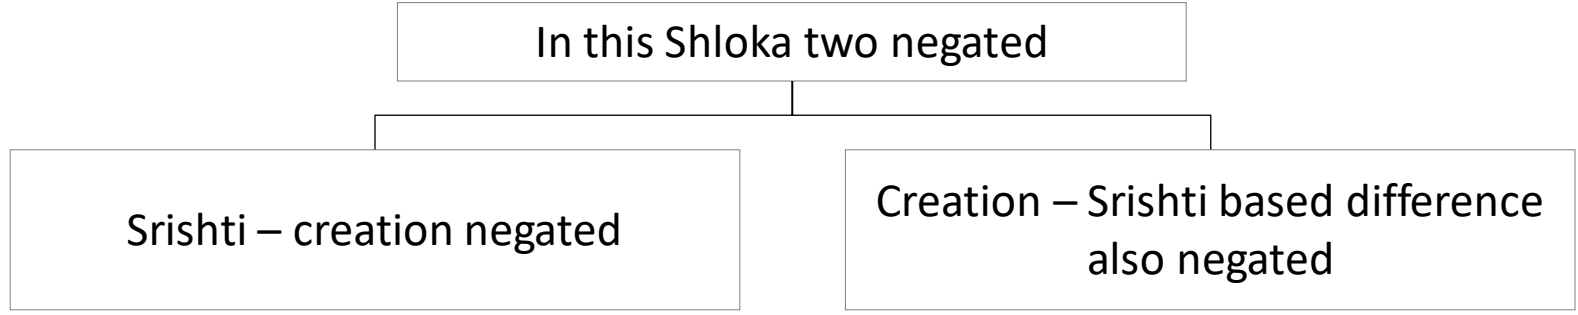 In this Shloka two negated
Srishti – creation negated
Creation – Srishti based difference
also negated